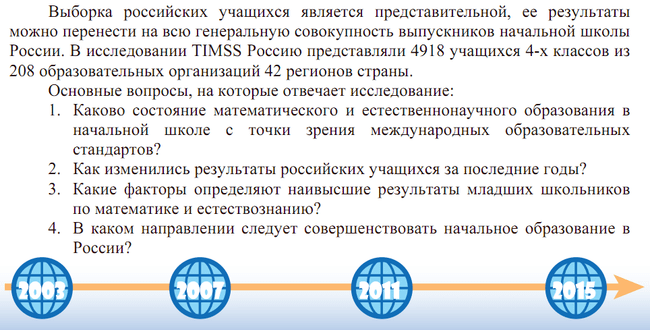 Выборка российских учащихся является представительной, ее результаты
можно перенести на всю генеральную совокупность выпускников начальной школы
России. В исследовании TIMSS Россию представляли 4918 учащихся 4-х классов из
208 образовательных организаций 42 регионов страны.
Основные вопросы, на которые отвечает исследование:
1. Каково состояние математического и естественнонаучного образования в
начальной школе с точки зрения международных образовательных
стандартов?
2. Как изменились результаты российских учащихся за последние годы?
3. Какие факторы определяют наивысшие результаты младших школьников
по математике и естествознанию?
4. В каком направлении следует совершенствовать начальное образование в
России?
2003 2007 2011 2015